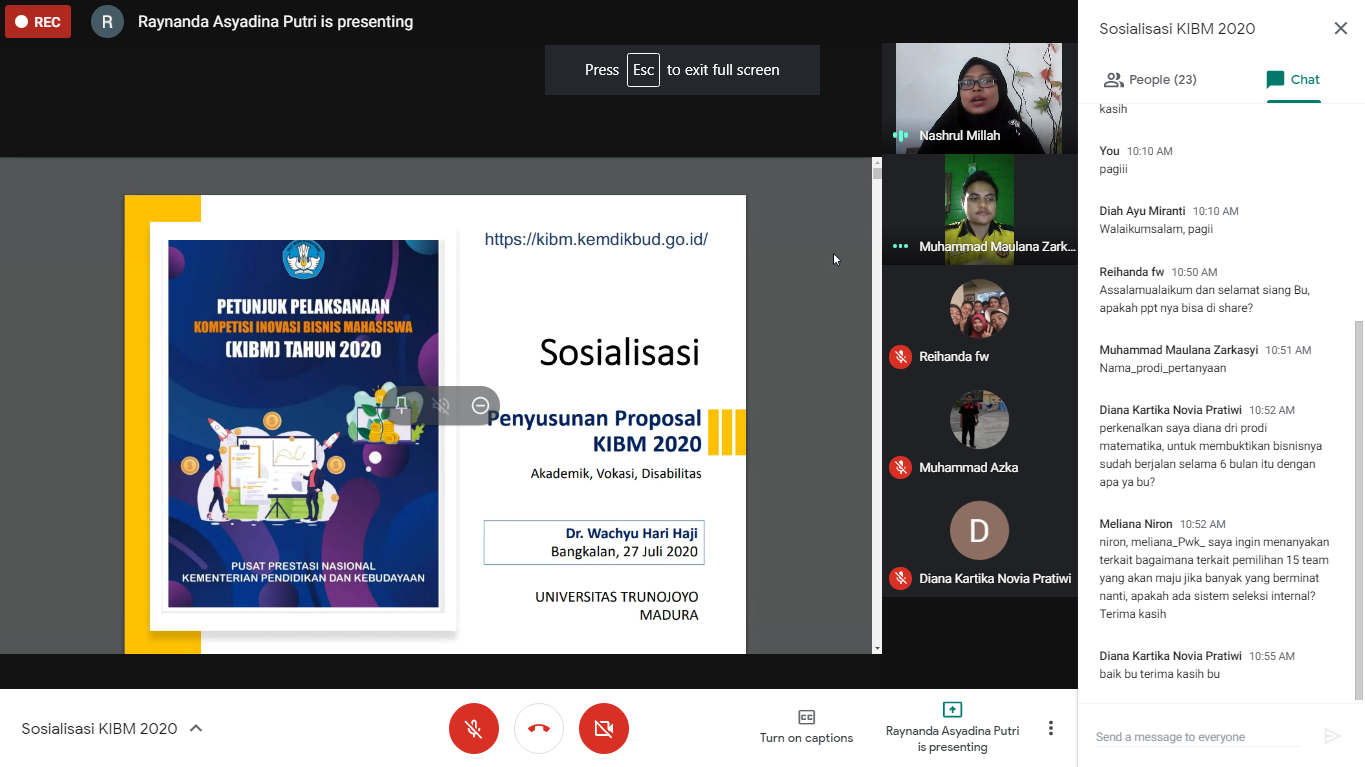 REC
R
Raynanda Asyadina Putri is presenting
Press Esc to exit full screen
https://kibm.kemdikbud.go.id/
PETUNJUK PELAKSANAAN
KOMPETISI INOVASI BISNIS MAHASISWA
(KIBM) TAHUN 2020
PUSAT PRESTASI NASIONAL
KEMENTERIAN PENDIDIKAN DAN KEBUDAYAAN
Sosialisasi
Penyusunan Proposal
KIBM 2020
Akademik, Vokasi, Disabilitas
Dr. Wachyu Hari Haji
Bangkalan, 27 Juli 2020
UNIVERSITAS TRUNOJOYO
MADURA
Nashrul Millah
Muhammad Maulana Zark...
Reihanda fw
Muhammad Azka
D
Diana Kartika Novia Pratiwi
Sosialisasi KIBM 2020
People (23)
Chat
kasih
You 10:10 AM
pagiii
Diah Ayu Miranti 10:10 AM
Walaikumsalam, pagii
Reihanda fw 10:50 AM
Assalamualaikum dan selamat siang Bu,
apakah ppt nya bisa di share?
Muhammad Maulana Zarkasyi 10:51 AM
Nama_prodi_pertanyaan
Diana Kartika Novia Pratiwi 10:52 AM
perkenalkan saya diana dri prodi
matematika, untuk membuktikan bisnisnya
sudah berjalan selama 6 bulan itu dengan
apa ya bu?
Meliana Niron 10:52 AM
niron, meliana_Pwk_ saya ingin menanyakan
terkait bagaimana terkait pemilihan 15 team
yang akan maju jika banyak yang berminat
nanti, apakah ada sistem seleksi internal?
Terima kasih
Diana Kartika Novia Pratiwi 10:55 AM
baik bu terima kasih bu
Send a message to everyone
Sosialisasi KIBM 2020
CC
Turn on captions
Raynanda Asyadina Putri
is presenting